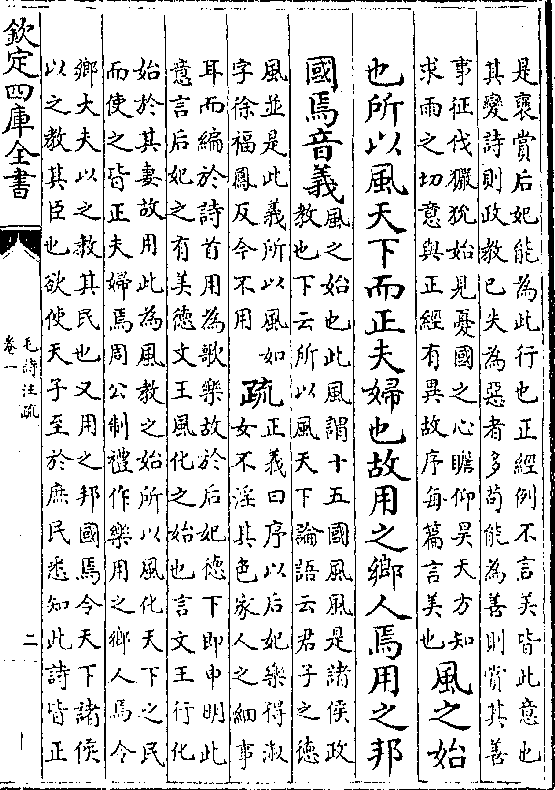 是褒賞后妃能為此行也正經例不言美皆此意也
其變詩則政教已失為惡者多苟能為善則賞其善
事征伐玁狁始見憂國之心瞻仰昊天方知
求雨之切意與正經有異故序每篇言美也
風之始
也所以風天下而正夫婦也故用之鄉人焉用之邦
國焉音義
風之始也此風謂十五國風風是諸侯政
教也下云所以風天下論語云君子之德
風並是此義所以風如
字徐福鳳反今不用
疏
正義曰序以后妃樂得淑
女不淫其色家人之細事
耳而編於詩首用為歌樂故於后妃德下即申明此
意言后妃之有美德文王風化之始也言文王行化
始於其妻故用此為風教之始所以風化天下之民
而使之皆正夫婦焉周公制禮作樂用之鄉人焉令
鄉大夫以之教其民也又用之邦國焉令天下諸侯
以之教其臣也欲使天子至於庶民悉知此詩皆正
欽定四庫全書
毛詩注疏
卷一
二